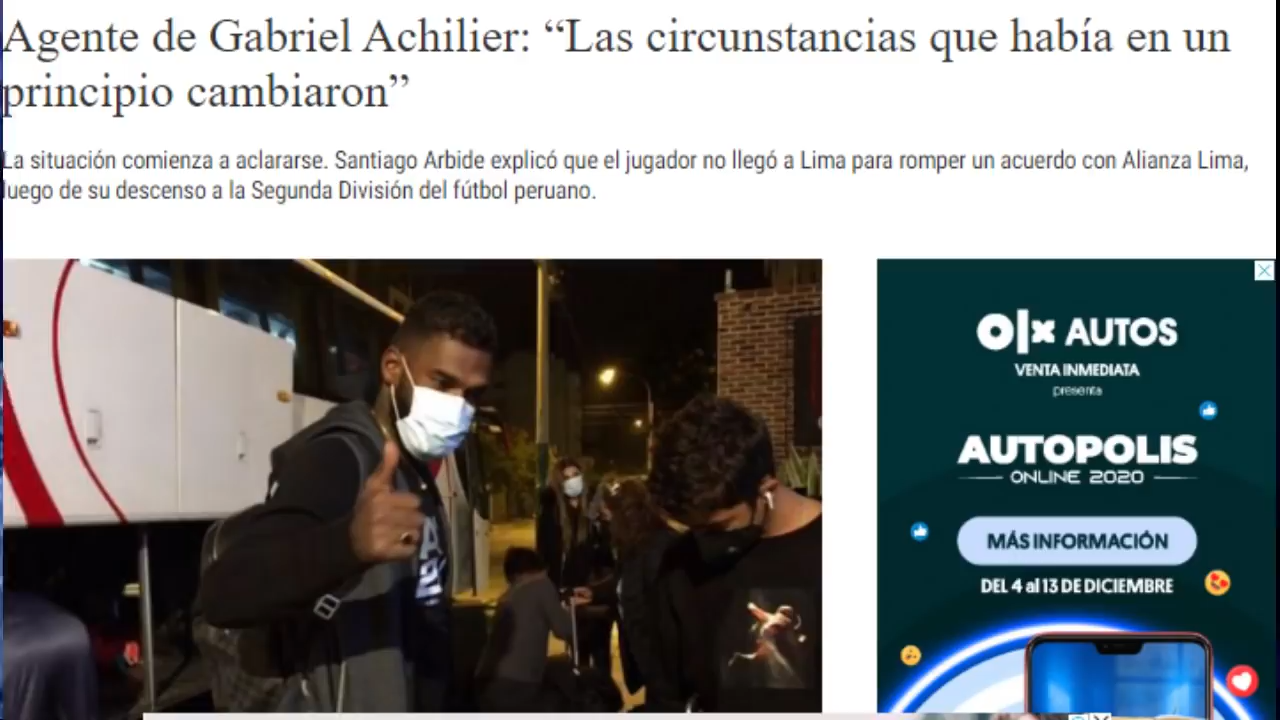 Agente de Gabriel Achilier: “Las circunstancias que había en un
principio cambiaron”
La situación comienza a aclararse. Santiago Arbide explicó que el jugador no llegó a Lima para romper un acuerdo con Alianza Lima,
luego de su descenso a la Segunda División del fútbol peruano.
olx AUTOS
VENTA INMEDIATA
presenta
AUTOPOLIS
ONLINE 2020
MÁS INFORMACIÓN
DEL 4 al 13 DE DICIEMBRE